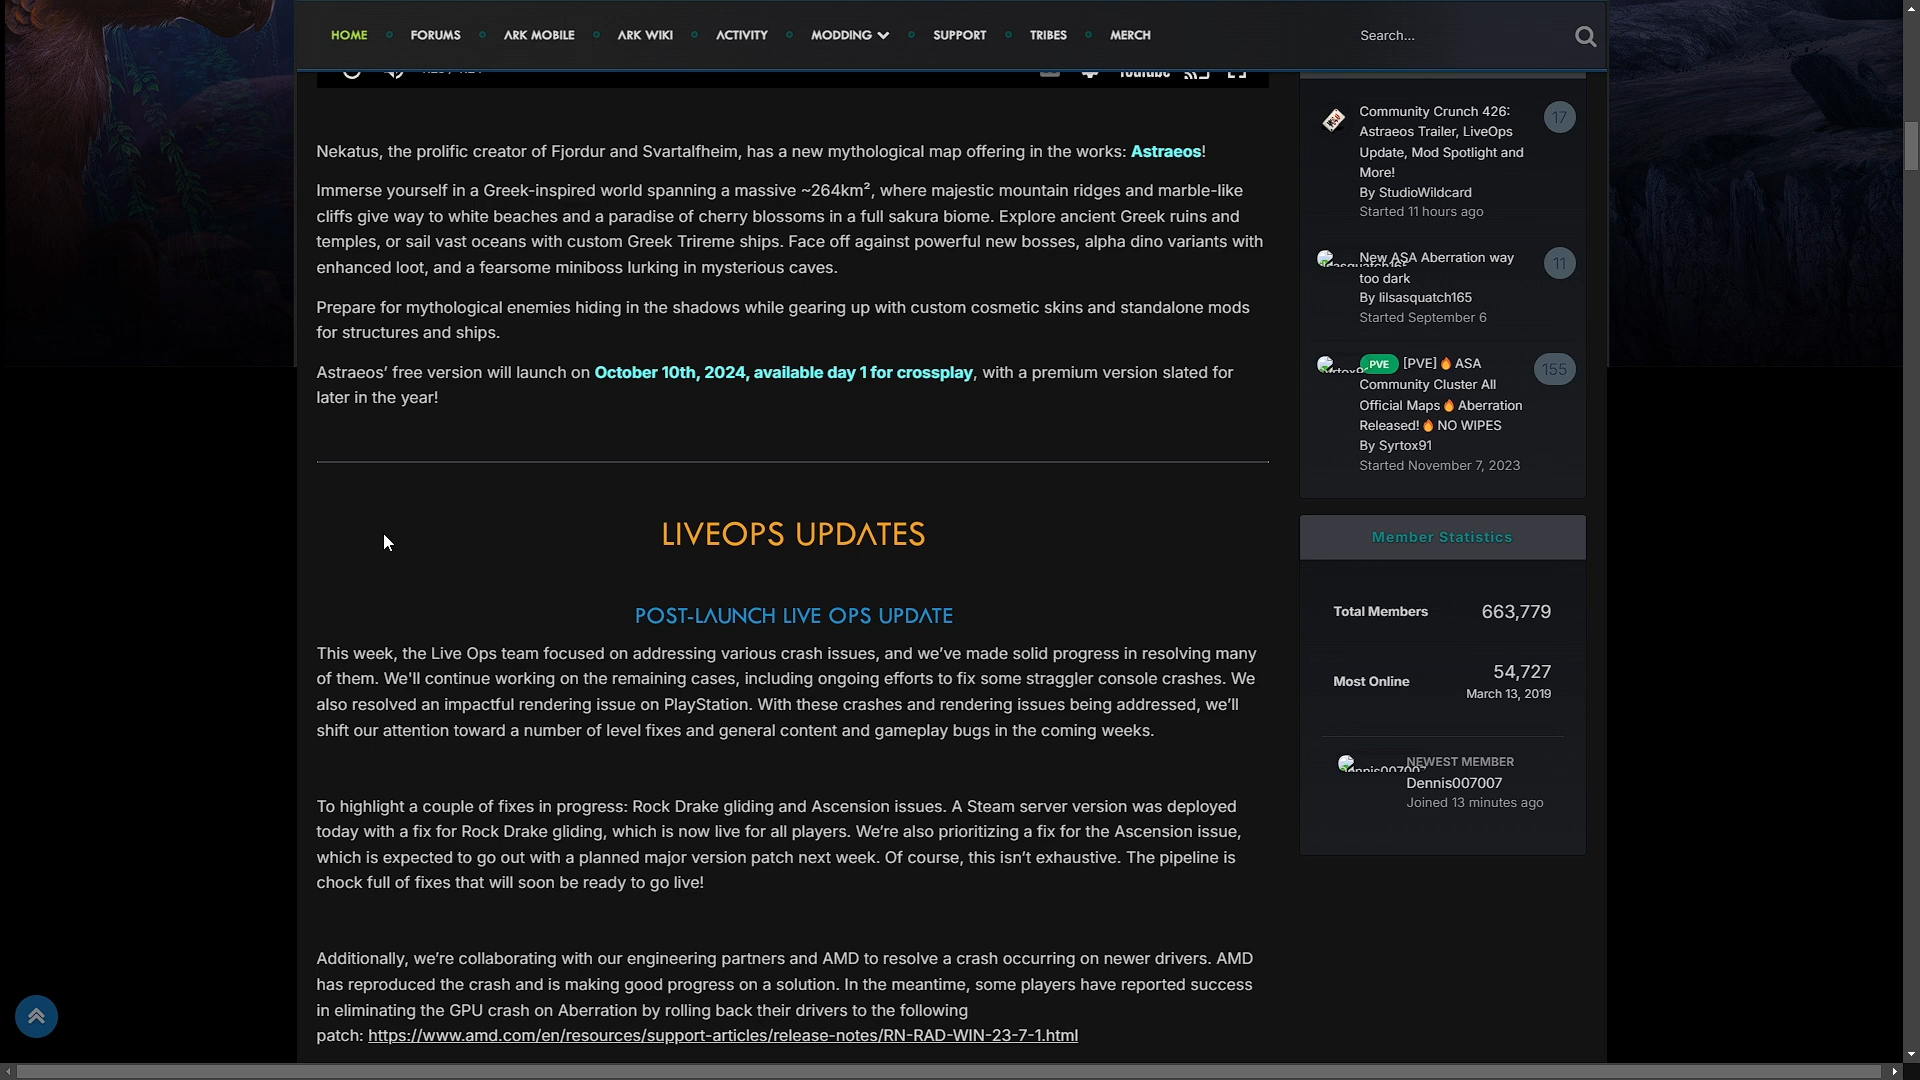 HOME
FORUMS
ARK MOBILE
ARK WIKI
ACTIVITY
MODDING
SUPPORT
TRIBES
MERCH
Search...
YouTube
Nekatus, the prolific creator of Fjordur and Svartalfheim, has a new mythological map offering in the works: Astraeos!
Immerse yourself in a Greek-inspired world spanning a massive ~264km², where majestic mountain ridges and marble-like
cliffs give way to white beaches and a paradise of cherry blossoms in a full sakura biome. Explore ancient Greek ruins and
temples, or sail vast oceans with custom Greek Trireme ships. Face off against powerful new bosses, alpha dino variants with
enhanced loot, and a fearsome miniboss lurking in mysterious caves.
Prepare for mythological enemies hiding in the shadows while gearing up with custom cosmetic skins and standalone mods
for structures and ships.
Astraeos’ free version will launch on October 10th, 2024, available day 1 for crossplay, with a premium version slated for
later in the year!
LIVEOPS UPDATES
POST-LAUNCH LIVE OPS UPDATE
This week, the Live Ops team focused on addressing various crash issues, and we’ve made solid progress in resolving many
of them. We'll continue working on the remaining cases, including ongoing efforts to fix some straggler console crashes. We
also resolved an impactful rendering issue on PlayStation. With these crashes and rendering issues being addressed, we’ll
shift our attention toward a number of level fixes and general content and gameplay bugs in the coming weeks.
To highlight a couple of fixes in progress: Rock Drake gliding and Ascension issues. A Steam server version was deployed
today with a fix for Rock Drake gliding, which is now live for all players. We’re also prioritizing a fix for the Ascension issue,
which is expected to go out with a planned major version patch next week. Of course, this isn’t exhaustive. The pipeline is
chock full of fixes that will soon be ready to go live!
Additionally, we’re collaborating with our engineering partners and AMD to resolve a crash occurring on newer drivers. AMD
has reproduced the crash and is making good progress on a solution. In the meantime, some players have reported success
in eliminating the GPU crash on Aberration by rolling back their drivers to the following
patch: https://www.amd.com/en/resources/support-articles/release-notes/RN-RAD-WIN-23-7-1.html
Community Crunch 426:
Astraeos Trailer, LiveOps
Update, Mod Spotlight and
More!
By StudioWildcard
Started 11 hours ago
17
New ASA Aberration way
too dark
By lilsasquatch165
Started September 6
11
PVE [PVE]🔥ASA
Community Cluster All
Official Maps🔥Aberration
Released!🔥NO WIPES
By Syrtox91
Started November 7, 2023
155
Member Statistics
Total Members 663,779
Most Online 54,727
March 13, 2019
NEWEST MEMBER
Dennis007007
Joined 13 minutes ago